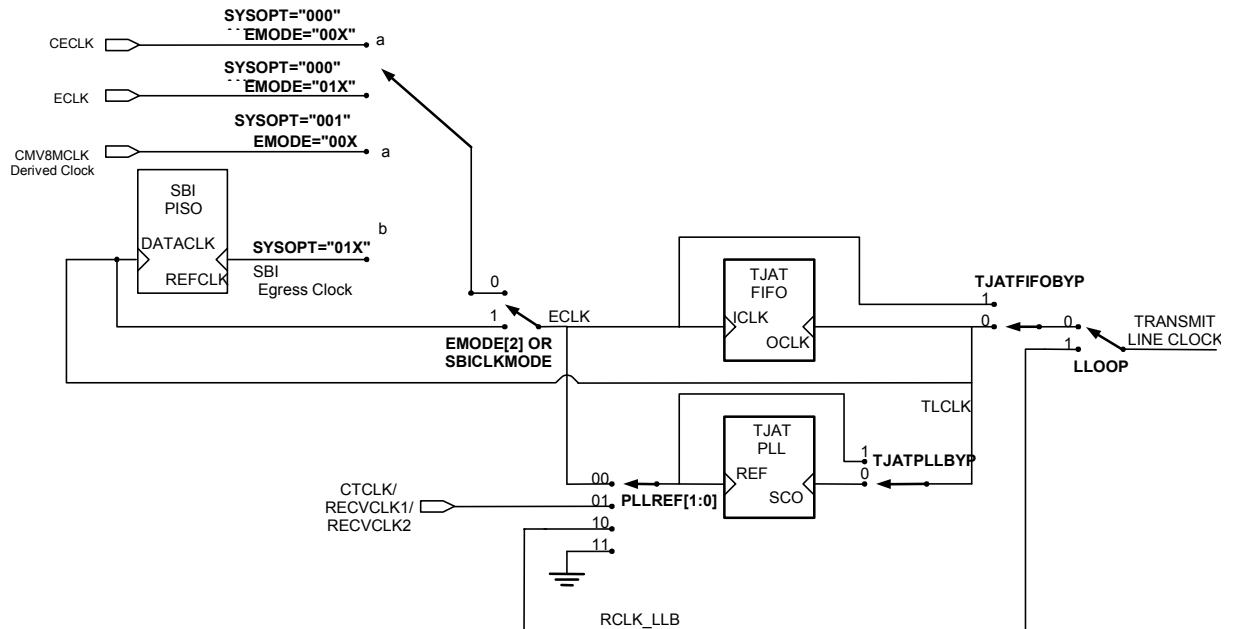 SYSOPT="000"
EMODE="00X"
a
CECLK
SYSOPT="000"
EMODE="01X"
ECLK
SYSOPT="001"
EMODE="00X
a
CMV8MCLK
Derived Clock
SBI
PISO
DATACLK
REFCLK
b
SYSOPT="01X"
SBI
Egress Clock
0
1
ECLK
EMODE[2] OR
SBICLKMODE
TJAT
FIFO
ICLK
OCLK
TJATFIFOBYP
1
0
0
1
TRANSMIT
LINE CLOCK
LLOOP
TLCLK
TJAT
PLL
REF
SCO
1
TJATPLLBYP
0
00
PLLREF[1:0]
01
10
11
CTCLK/
RECVCLK1/
RECVCLK2
RCLK_LLB